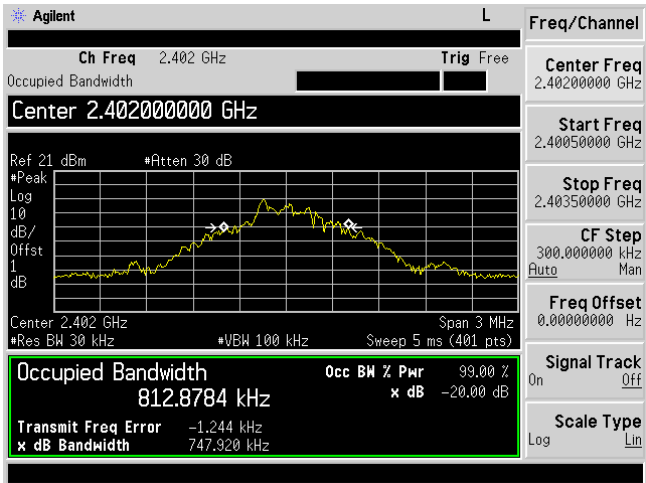 Agilent
L
Freq/Channel
Ch Freq 2.402 GHz Trig Free
Occupied Bandwidth
Center 2.402000000 GHz
Ref 21 dBm #Atten 30 dB
#Peak
Log
10
dB/
Offst
1
dB
Center 2.402 GHz Span 3 MHz
#Res BW 30 kHz #VBW 100 kHz Sweep 5 ms (401 pts)
Occupied Bandwidth Occ BW % Pwr 99.00 %
812.8784 kHz x dB -20.00 dB
Transmit Freq Error -1.244 kHz
x dB Bandwidth 747.920 kHz
Center Freq
2.40200000 GHz
Start Freq
2.40050000 GHz
Stop Freq
2.40350000 GHz
CF Step
300.000000 kHz
Auto Man
Freq Offset
0.00000000 Hz
Signal Track
On Off
Scale Type
Log Lin